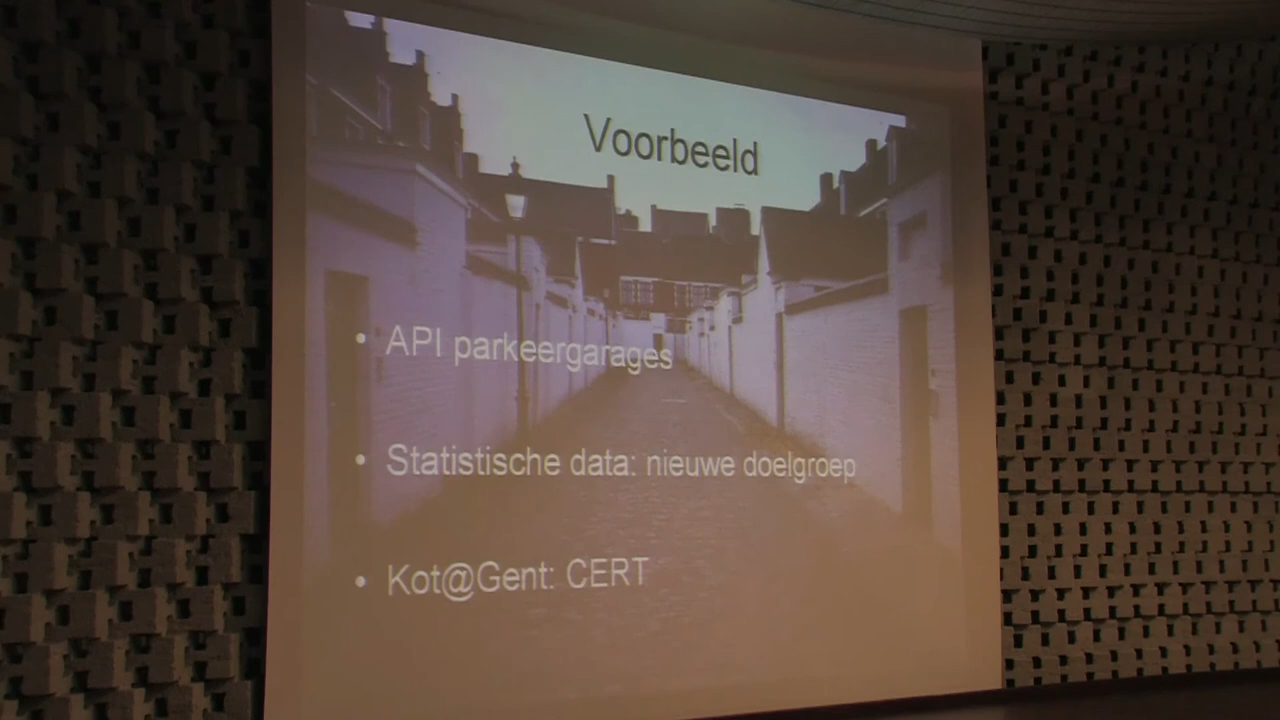 Voorbeeld
• API parkeergarages
• Statistische data: nieuwe doelgroep
• Kot@Gent: CERT